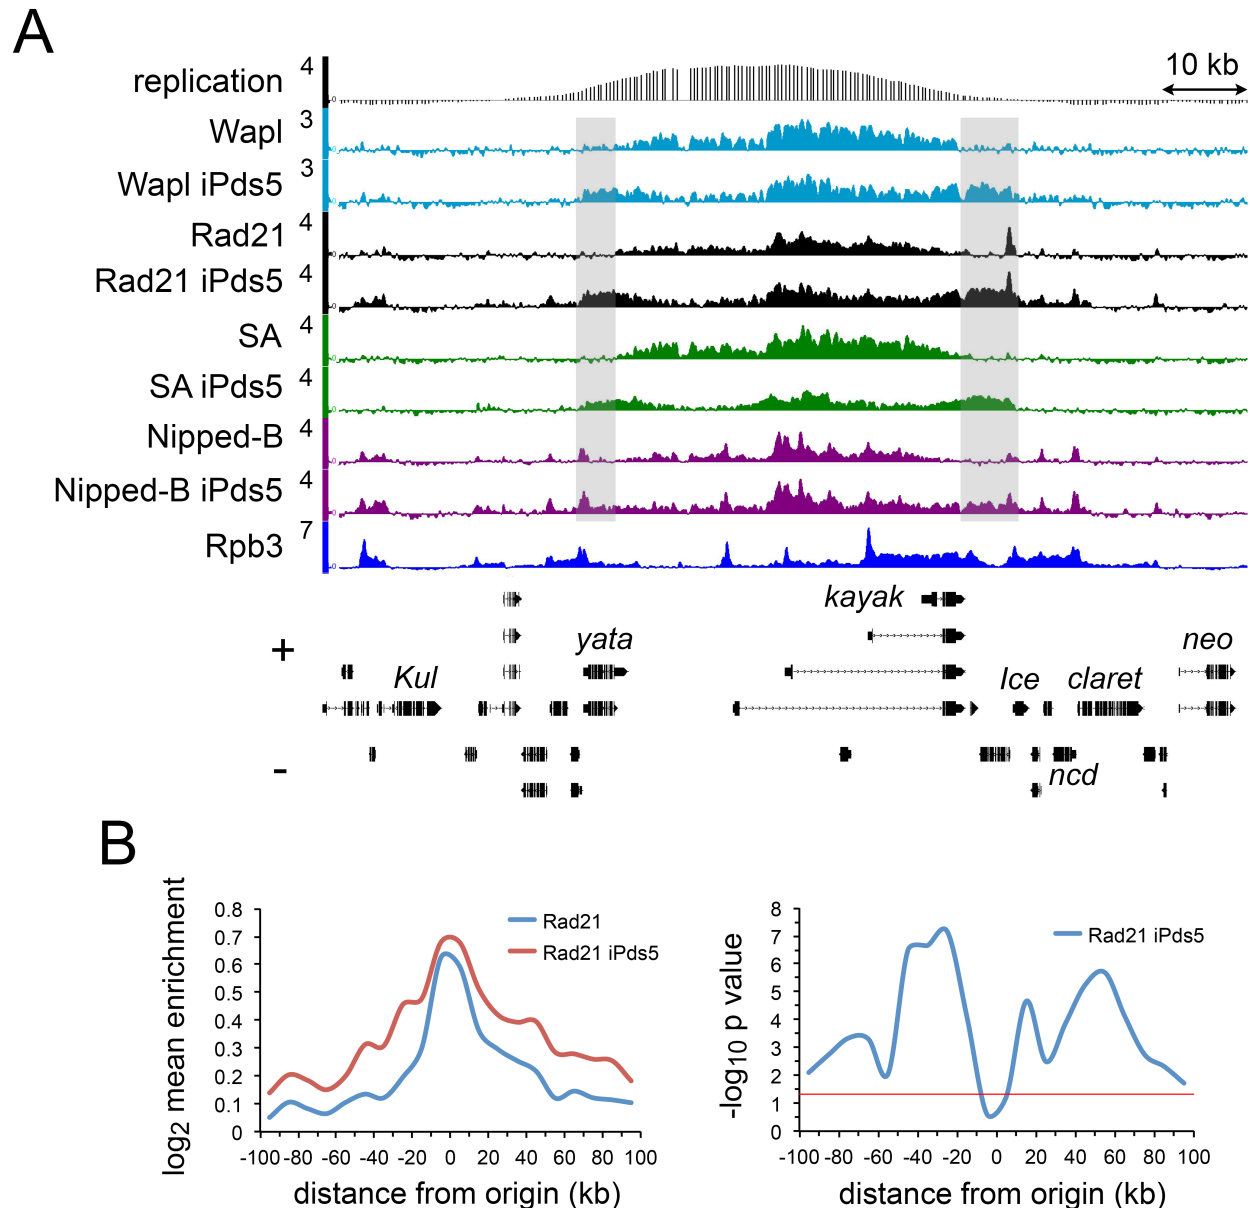 A
replication 4 10 kb
Wapl 3
Wapl iPds5 3
Rad21 4
Rad21 iPds5 4
SA 4
SA iPds5 4
Nipped-B 4
Nipped-B iPds5 4
Rpb3 7
kayak
+ yata neo
Kul Ice claret
- ncd
B
log2 mean enrichment
0.8
0.7
0.6
0.5
0.4
0.3
0.2
0.1
0
Rad21
Rad21 iPds5
-100 -80 -60 -40 -20 0 20 40 60 80 100
distance from origin (kb)
-log10 p value
8
7
6
5
4
3
2
1
0
Rad21 iPds5
-100 -80 -60 -40 -20 0 20 40 60 80 100
distance from origin (kb)